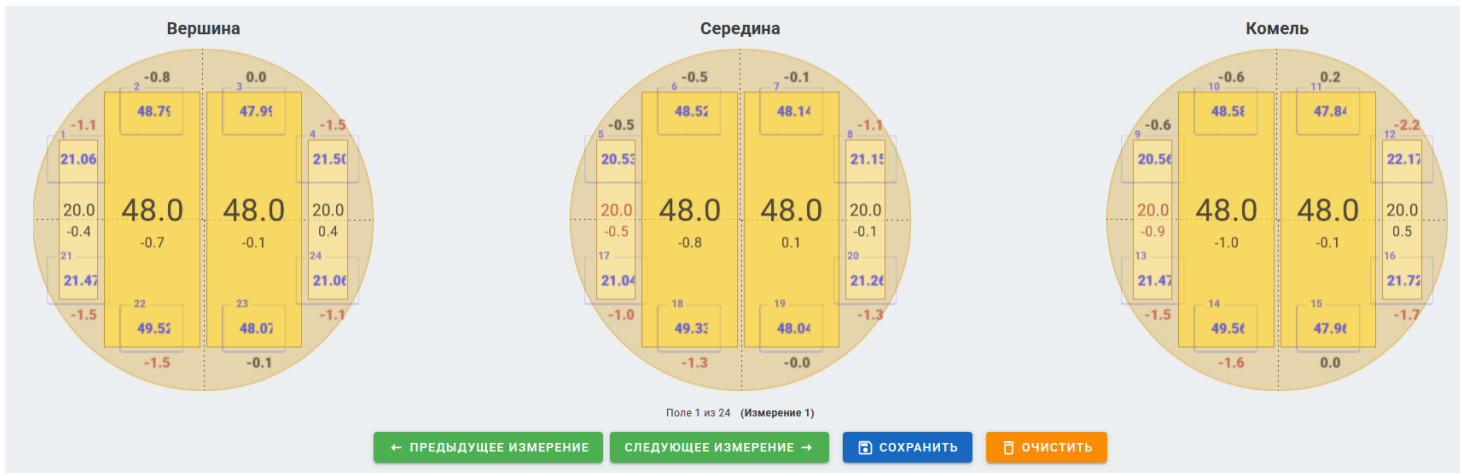 Вершина Середина Комель
-0.8 0.0 -0.5 -0.1 -0.6 0.2
2 3 6 7 10 11
48.79 47.99 48.52 48.14 48.58 47.84
-1.1 -1.5 -0.5 -1.1 -0.6 -2.2
1 4 5 8 9 12
21.06 21.50 20.53 21.15 20.56 22.17
20.0 48.0 48.0 20.0 20.0 48.0 48.0 20.0 20.0 48.0 48.0 20.0
-0.4 -0.7 -0.1 0.4 -0.5 -0.8 0.1 -0.1 -0.9 -1.0 -0.1 0.5
21 24 17 20 13 16
21.47 21.06 21.04 21.26 21.47 21.72
22 23 18 19 14 15
-1.5 49.52 48.07 -1.1 -1.0 49.33 48.04 -1.3 -1.5 49.56 47.96 -1.7
-1.5 -0.1 -1.3 -0.0 -1.6 0.0
Поле 1 из 24 (Измерение 1)
← ПРЕДЫДУЩЕЕ ИЗМЕРЕНИЕ СЛЕДУЮЩЕЕ ИЗМЕРЕНИЕ → СОХРАНИТЬ ОЧИСТИТЬ